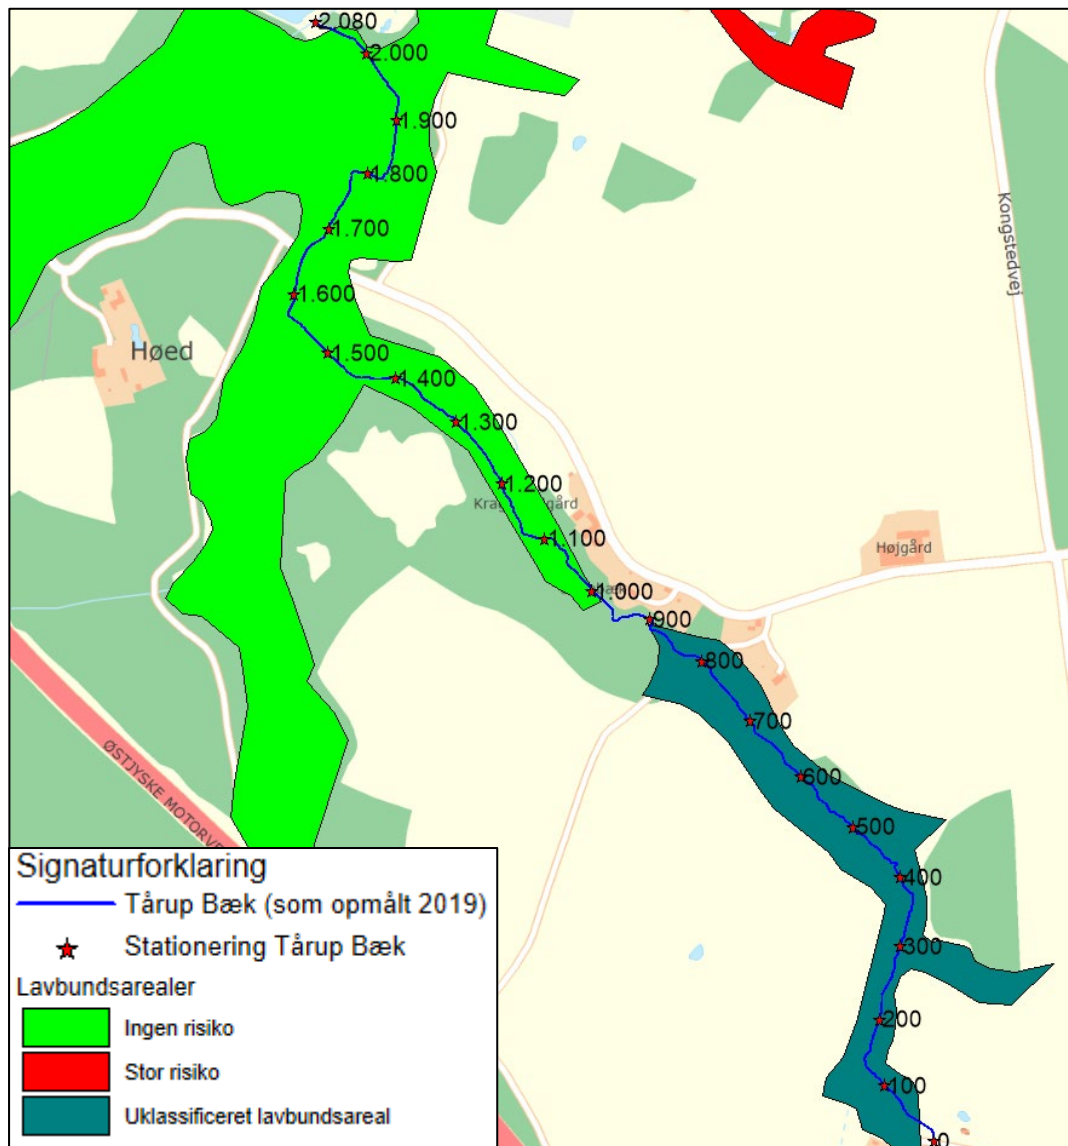 2.080
2.000
1.900
1.800
1.700
1.600
Kongstedvej
Høed
1.500
1.400
1.300
1.200
1.100
Højgård
1.000
900
800
700
ØSTJYSKE MOTORVE
600
500
400
300
200
100
0
Signaturforklaring
Tårup Bæk (som opmålt 2019)
Stationering Tårup Bæk
Lavbundsarealer
Ingen risiko
Stor risiko
Uklassificeret lavbundsareal